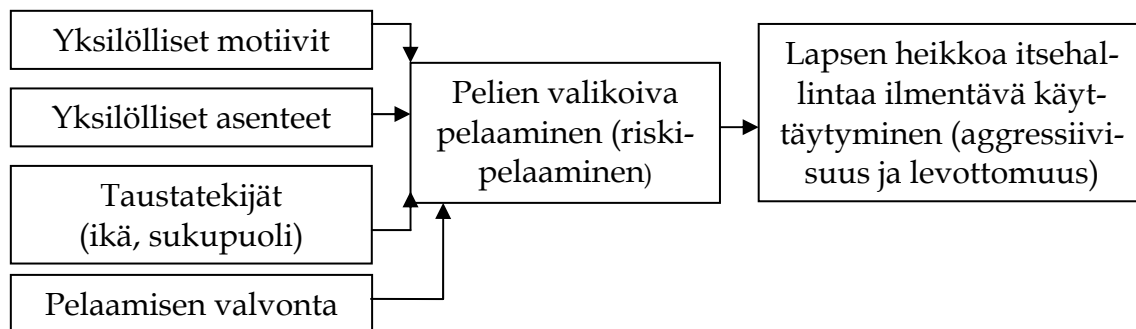 Yksilölliset motiivit
Yksilölliset asenteet
Taustatekijät
(ikä, sukupuoli)
Pelaamisen valvonta
Pelien valikoiva
pelaaminen (riski-
pelaaminen)
Lapsen heikkoa itsehal-
lintaa ilmentävä käyt-
täytyminen (aggressiivi-
suus ja levottomuus)